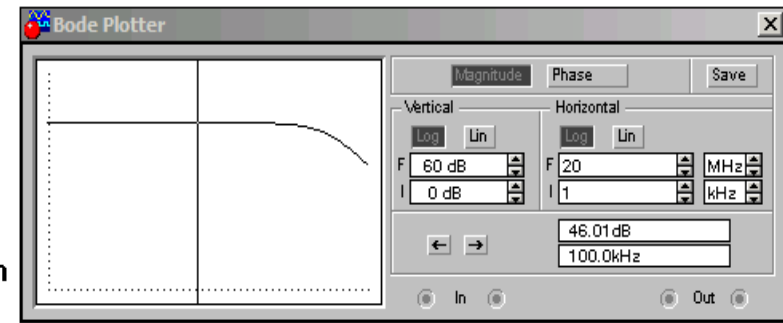 Bode Plotter
Magnitude Phase Save
Vertical Horizontal
Log Lin Log Lin
F 60 dB F 20 MHz
I 0 dB I 1 kHz
← → 46.01dB
100.0kHz
n
In Out